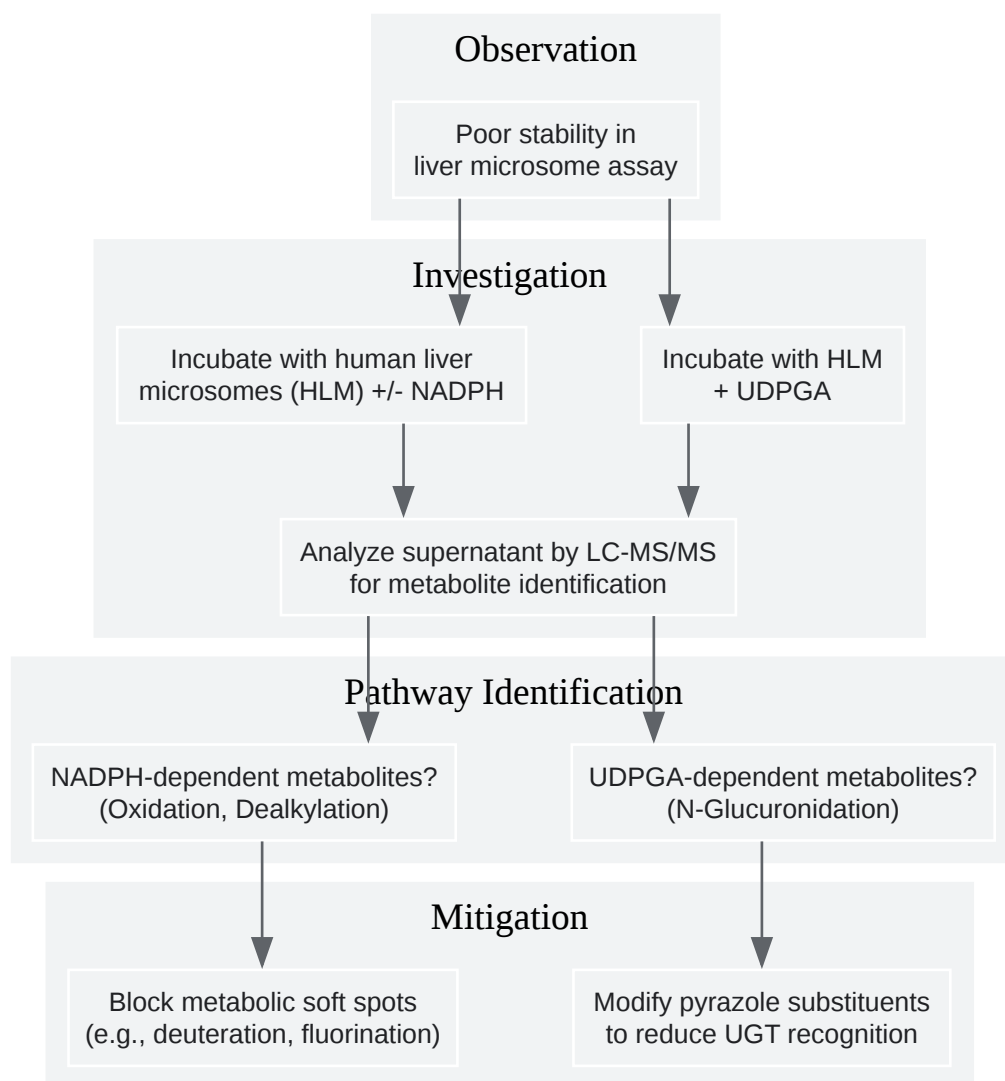 Observation
Poor stability in
liver microsome assay
Investigation
Incubate with human liver
microsomes (HLM) +/- NADPH
Incubate with HLM
+ UDPGA
Analyze supernatant by LC-MS/MS
for metabolite identification
Pathway Identification
NADPH-dependent metabolites?
(Oxidation, Dealkylation)
UDPGA-dependent metabolites?
(N-Glucuronidation)
Mitigation
Block metabolic soft spots
(e.g., deuteration, fluorination)
Modify pyrazole substituents
to reduce UGT recognition